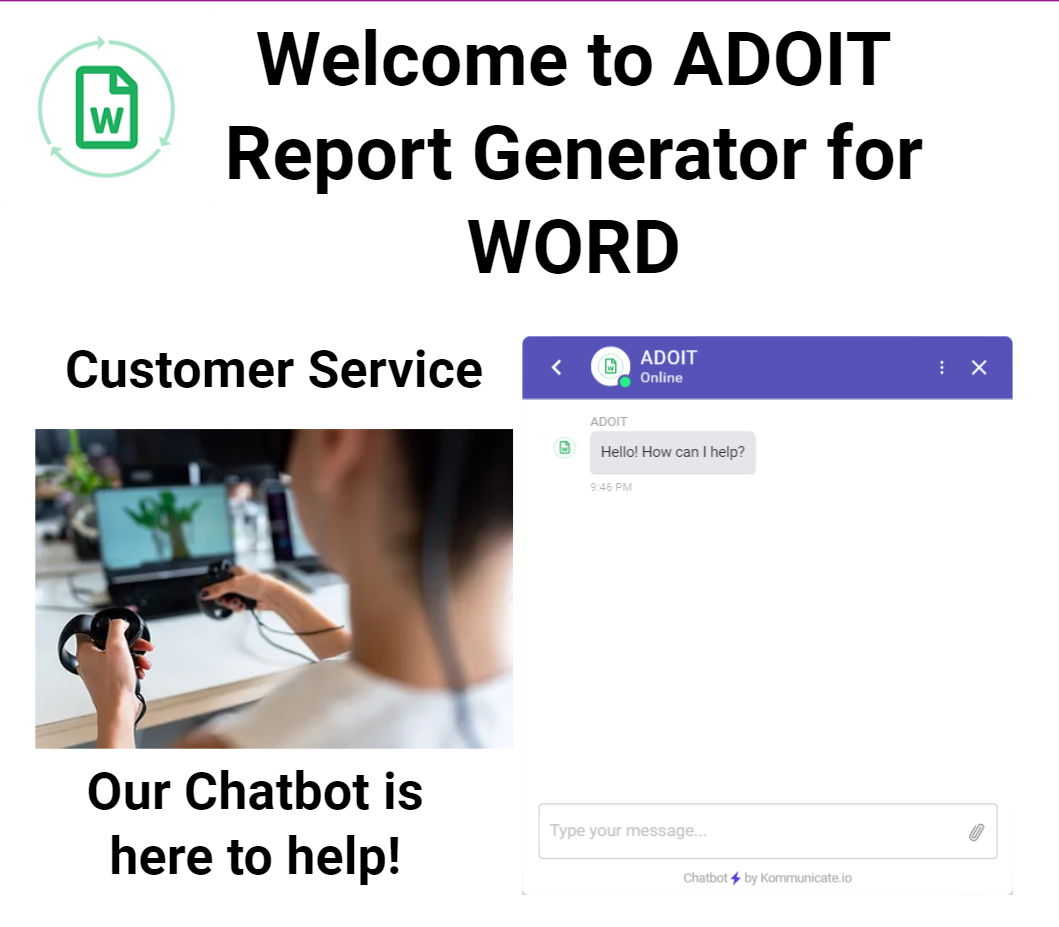 W
Welcome to ADOIT
Report Generator for
WORD
Customer Service
Our Chatbot is
here to help!
ADOIT
Online
ADOIT
Hello! How can I help?
9:46 PM
Type your message...
Chatbot by Kommunicate.io